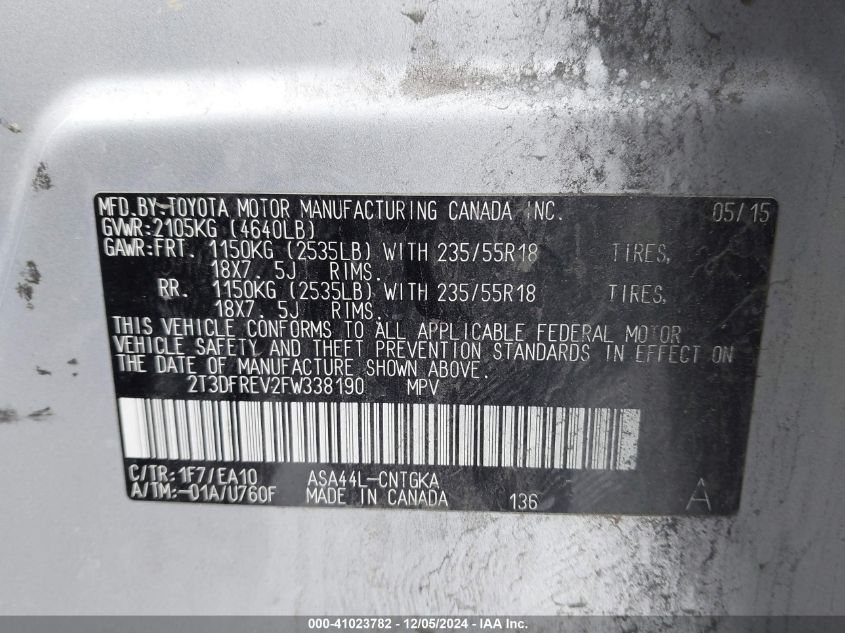 MFD. BY: TOYOTA MOTOR MANUFACTURING CANADA INC. 05/15
GVWR: 2105KG (4640LB)
GAWR: FRT. 1150KG (2535LB) WITH 235/55R18 TIRES,
18X7. 5J RIMS.
RR. 1150KG (2535LB) WITH 235/55R18 TIRES,
18X7. 5J RIMS.
THIS VEHICLE CONFORMS TO ALL APPLICABLE FEDERAL MOTOR
VEHICLE SAFETY AND THEFT PREVENTION STANDARDS IN EFFECT ON
THE DATE OF MANUFACTURE SHOWN ABOVE.
2T3DFREV2FW338190 MPV
C/TR: 1F7/EA10 ASA44L-CNTGKA
A/TM: -01A/U760F MADE IN CANADA 136 A
000-41023782 - 12/05/2024 - IAA Inc.